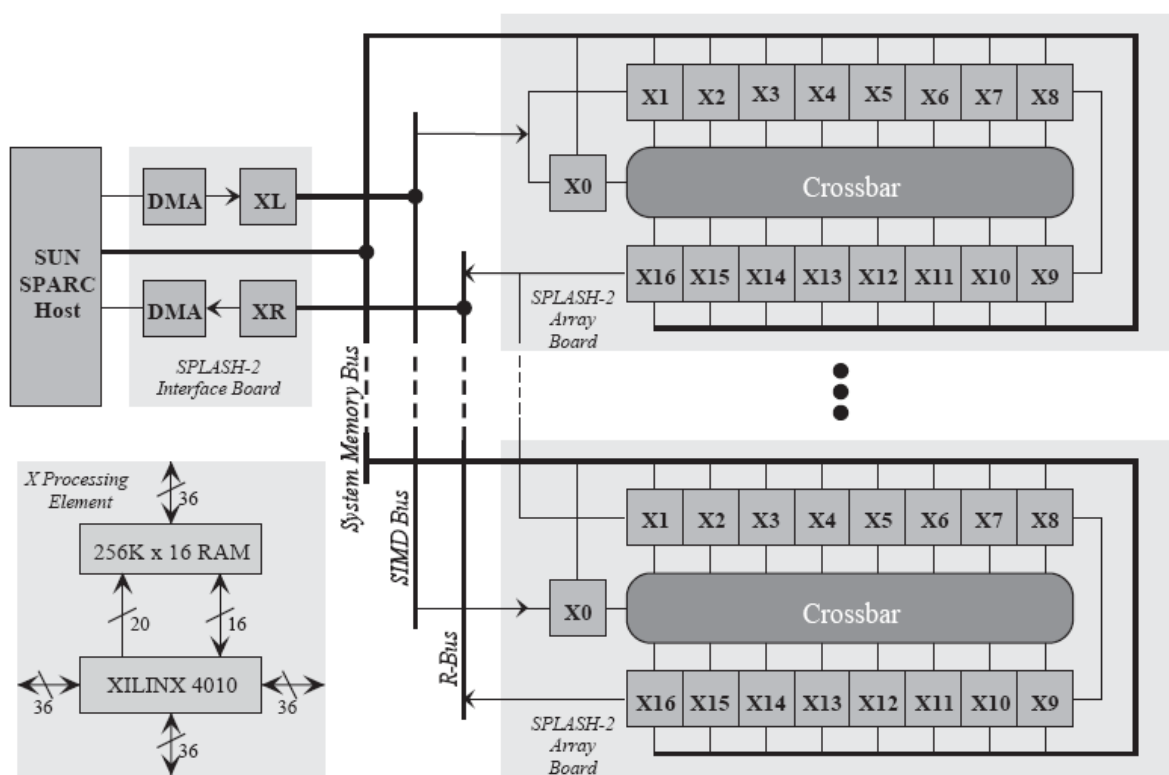 X1 X2 X3 X4 X5 X6 X7 X8
X0
Crossbar
X16 X15 X14 X13 X12 X11 X10 X9
SPLASH-2
Array
Board
SUN
SPARC
Host
DMA
XL
DMA
XR
SPLASH-2
Interface Board
System Memory Bus
SIMD Bus
R-Bus
X Processing
Element
36
256K x 16 RAM
20
16
XILINX 4010
36
36
36
X1 X2 X3 X4 X5 X6 X7 X8
X0
Crossbar
X16 X15 X14 X13 X12 X11 X10 X9
SPLASH-2
Array
Board